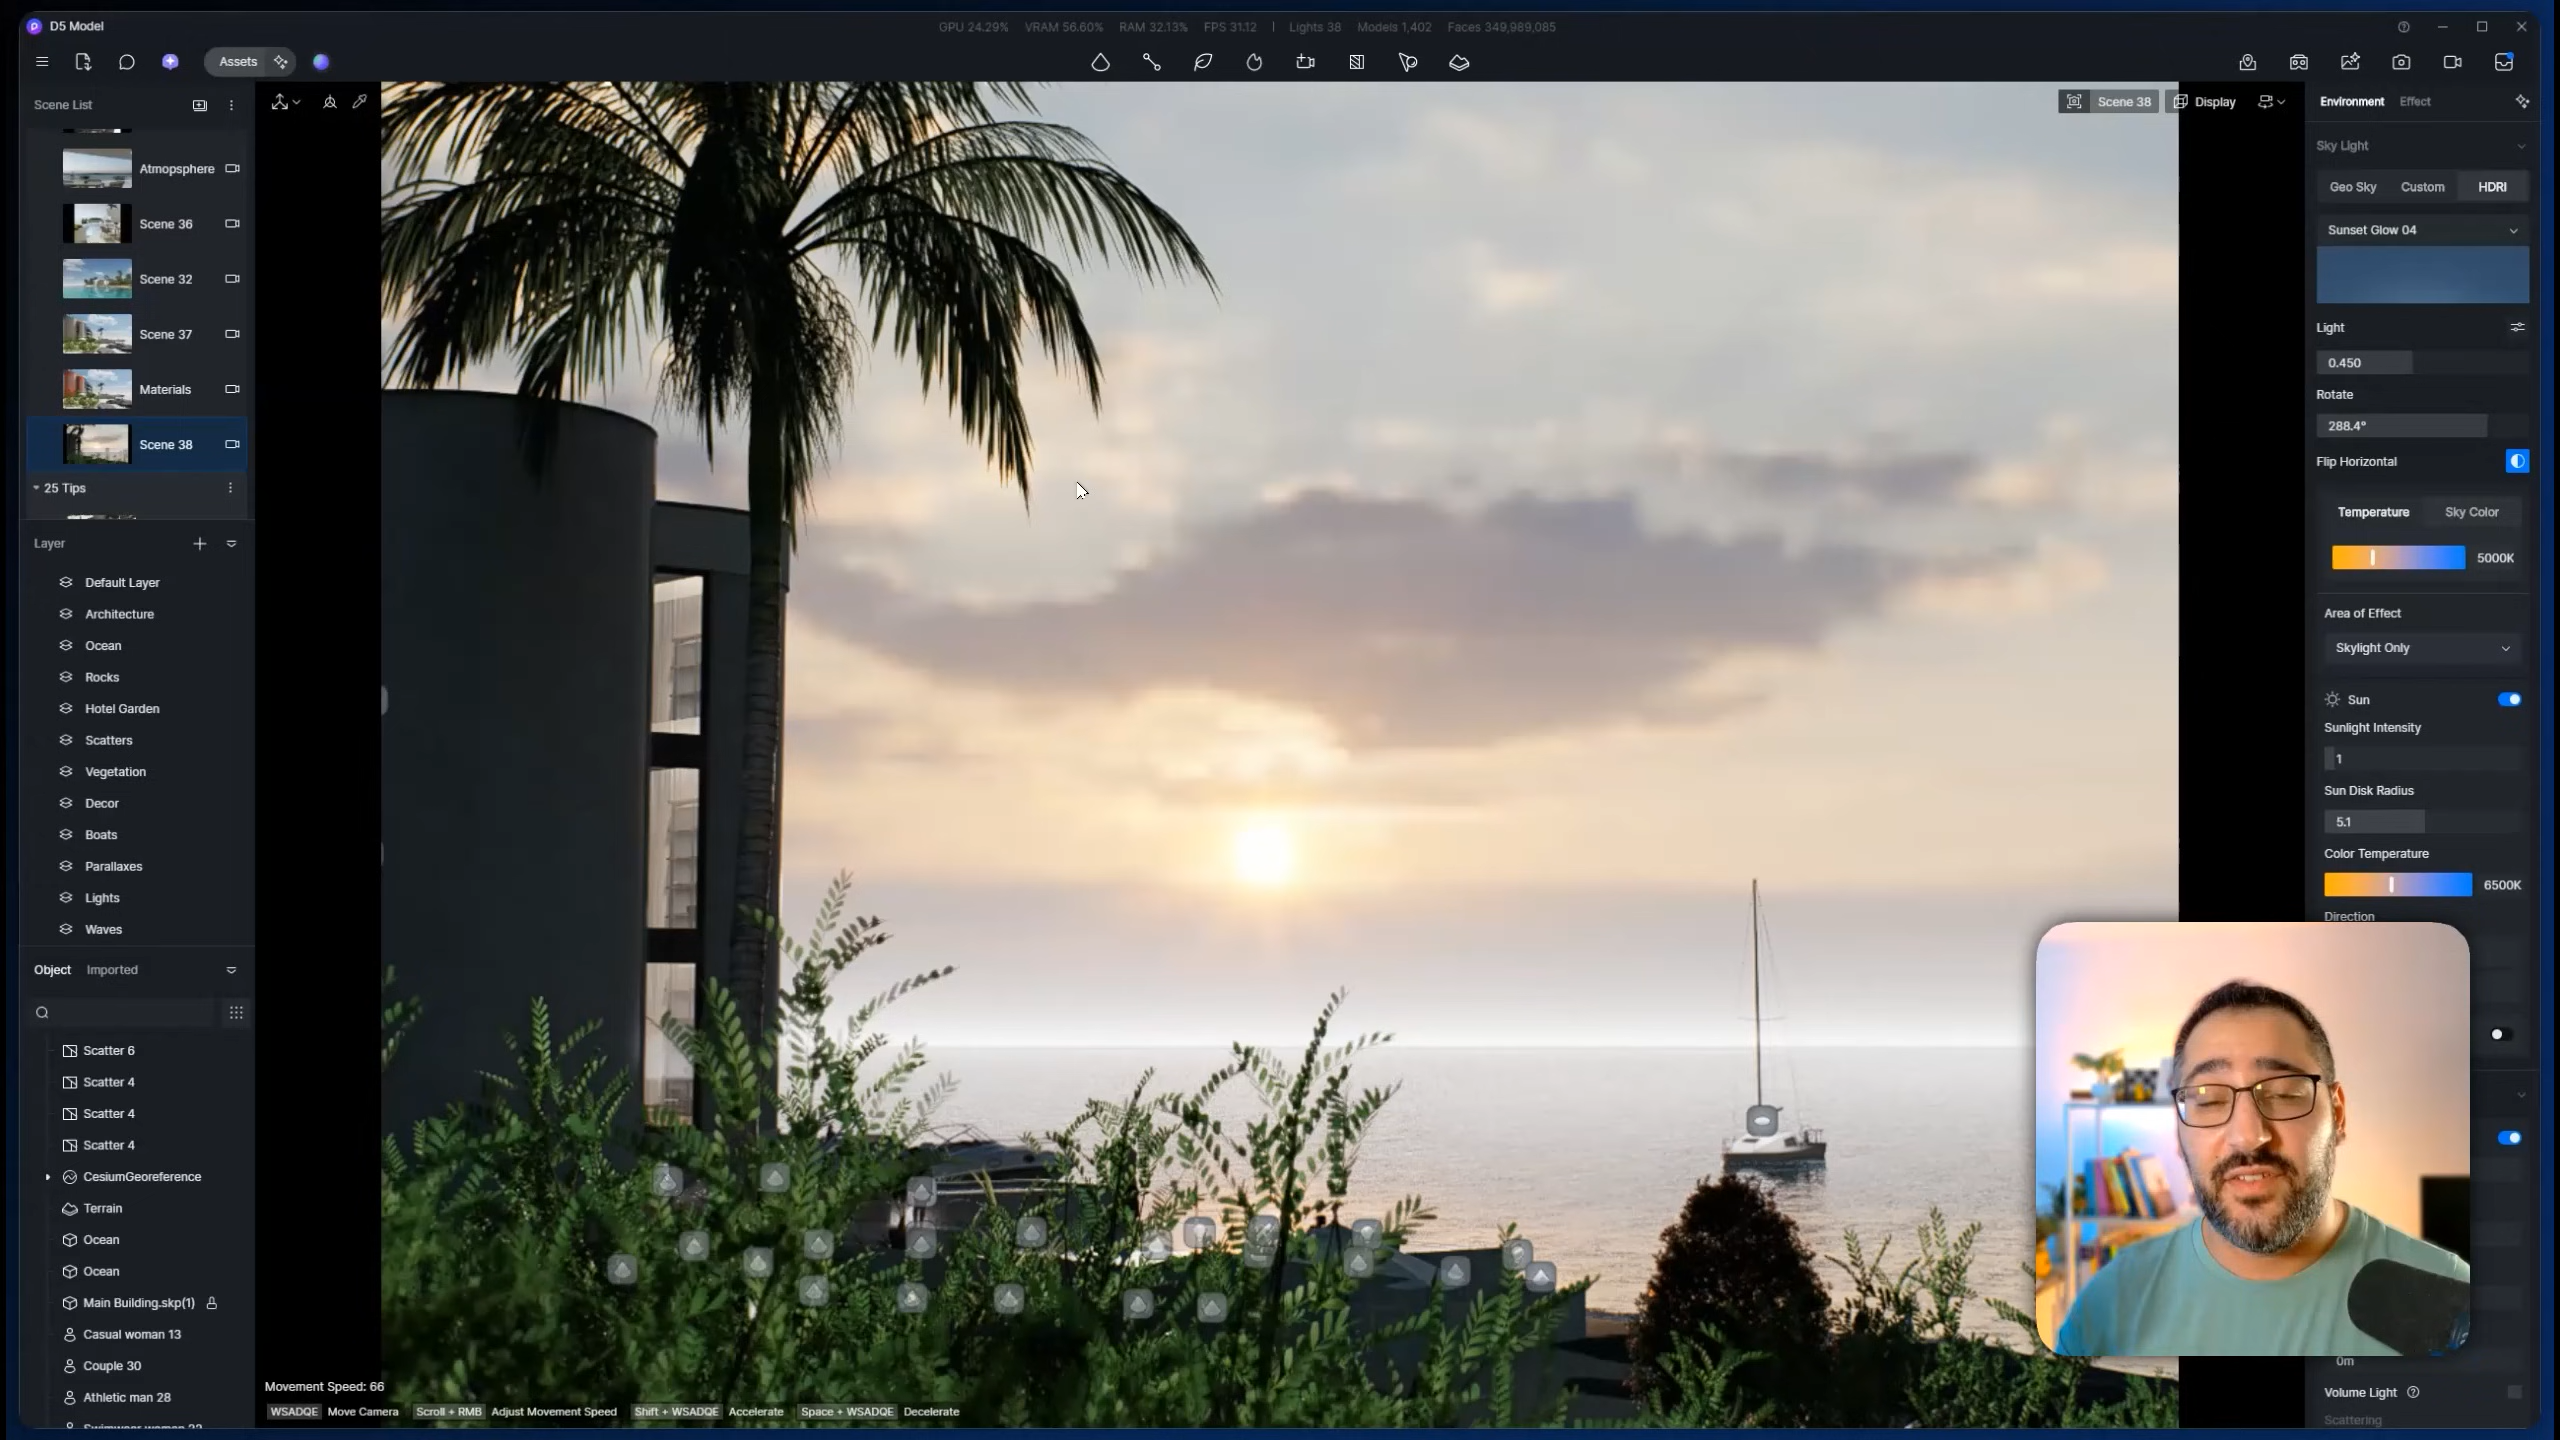 D5 Model
GPU 24.29% VRAM 56.60% RAM 32.13% FPS 31.12 | Lights 38 Models 1,402 Faces 349,989,085
Assets
Scene List
Atmopsphere
Scene 36
Scene 32
Scene 37
Materials
Scene 38
25 Tips
Layer
Default Layer
Architecture
Ocean
Rocks
Hotel Garden
Scatters
Vegetation
Decor
Boats
Parallaxes
Lights
Waves
Object Imported
Scatter 6
Scatter 4
Scatter 4
Scatter 4
CesiumGeoreference
Terrain
Ocean
Ocean
Main Building.skp(1)
Casual woman 13
Couple 30
Athletic man 28
Scene 38 Display
Movement Speed: 66
WSADQE Move Camera Scroll + RMB Adjust Movement Speed Shift + WSADQE Accelerate Space + WSADQE Decelerate
Environment Effect
Sky Light
Geo Sky Custom HDRI
Sunset Glow 04
Light
0.450
Rotate
288.4°
Flip Horizontal
Temperature Sky Color
5000K
Area of Effect
Skylight Only
Sun
Sunlight Intensity
1
Sun Disk Radius
5.1
Color Temperature
6500K
Direction
0m
Volume Light
Scattering